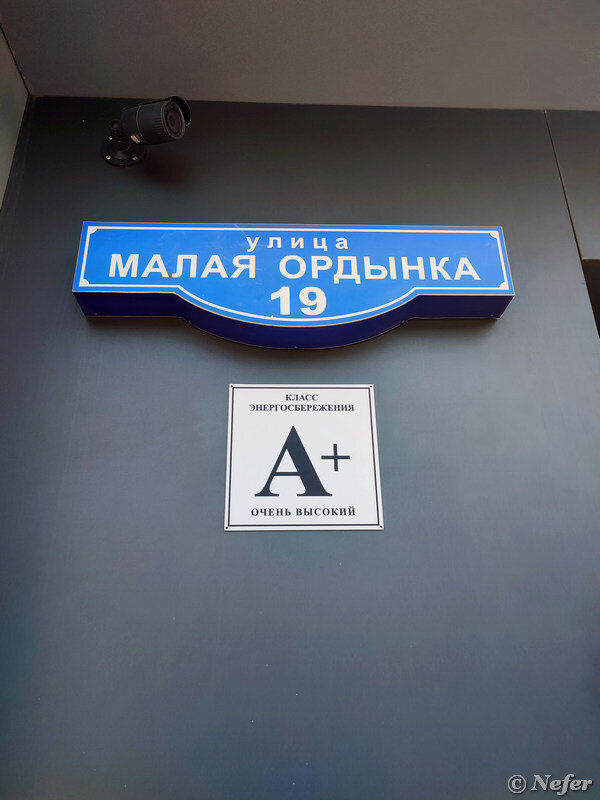 улица
МАЛАЯ ОРДЫНКА
19
КЛАСС
ЭНЕРГОСБЕРЕЖЕНИЯ
A+
ОЧЕНЬ ВЫСОКИЙ
© Nefer